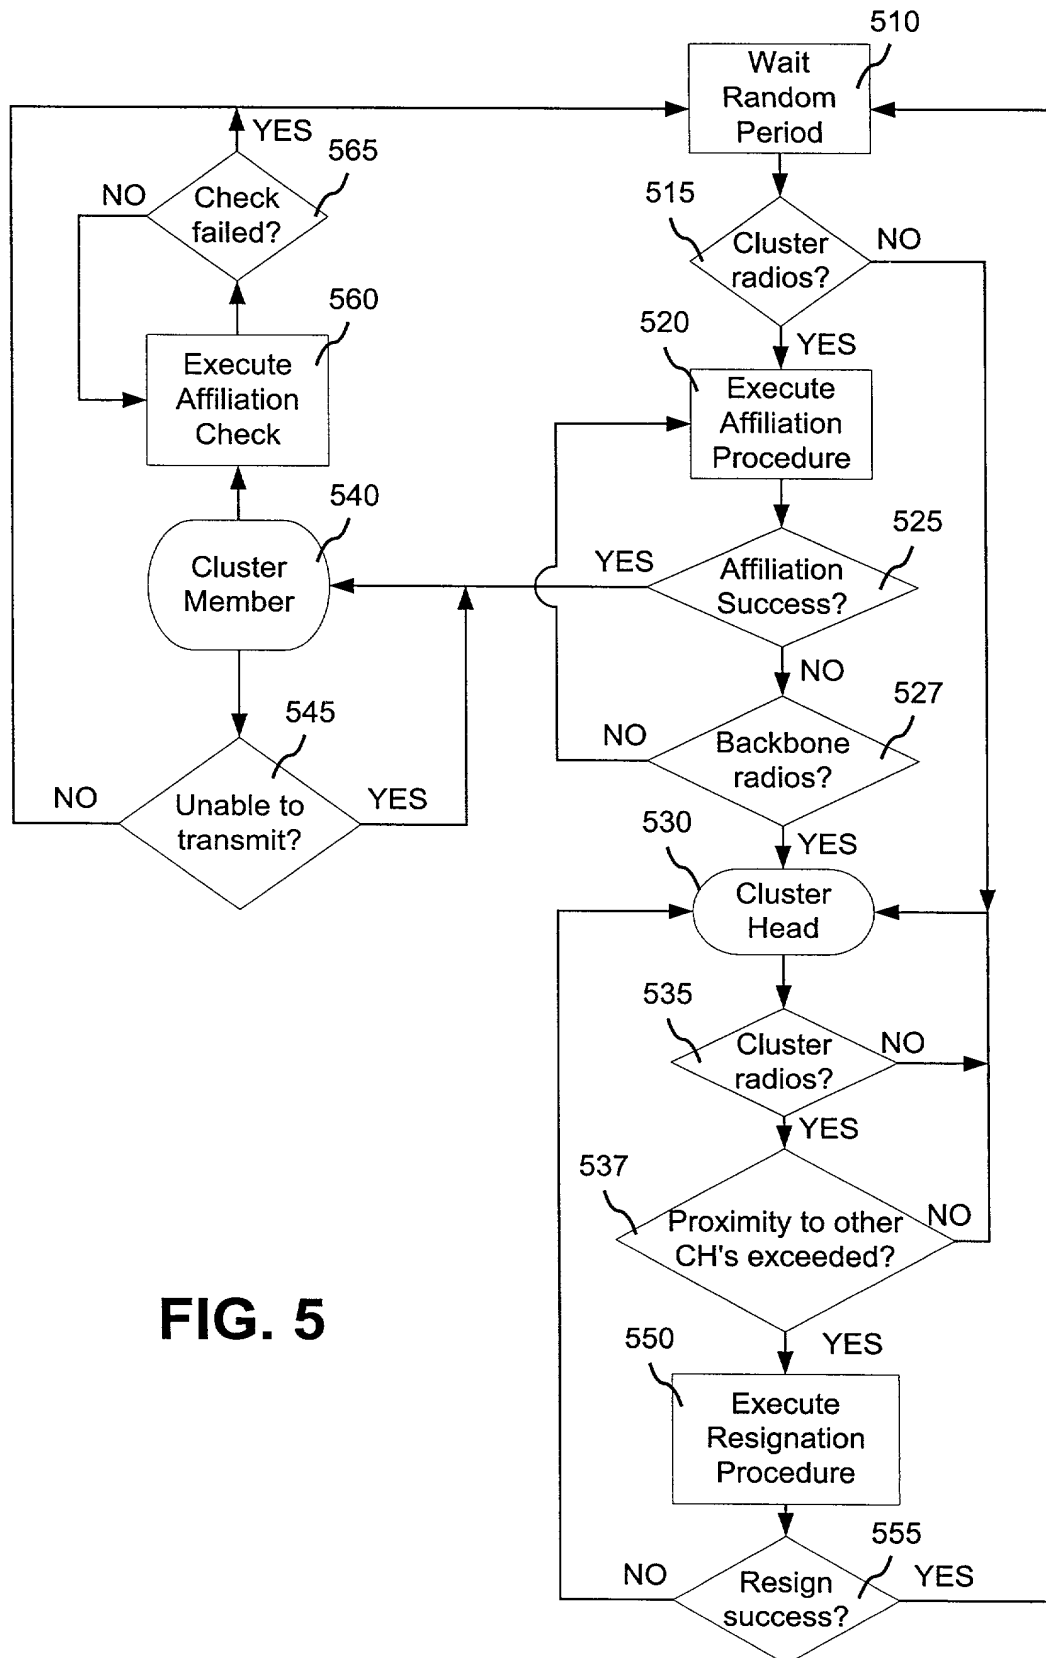 510
Wait
Random
Period
YES
565
NO
Check
failed?
515
Cluster
radios?
NO
560
Execute
Affiliation
Check
520
YES
Execute
Affiliation
Procedure
540
Cluster
Member
YES
525
Affiliation
Success?
NO
545
Unable to
transmit?
NO
YES
527
NO
Backbone
radios?
YES
530
Cluster
Head
535
Cluster
radios?
NO
YES
537
Proximity to other
CH's exceeded?
NO
FIG. 5
YES
550
Execute
Resignation
Procedure
555
NO
Resign
success?
YES